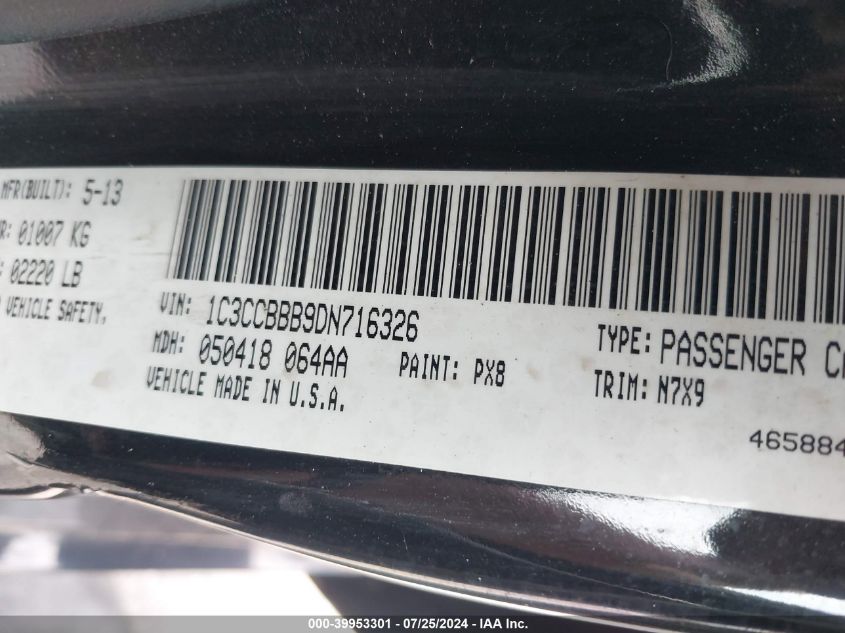 MFR(BUILT): 5-13
R: 01007 KG
02220 LB
VEHICLE SAFETY,
VIN: 1C3CCBBB9DN716326
TYPE: PASSENGER CA
MDH: 050418 064AA
PAINT: PX8
TRIM: N7X9
VEHICLE MADE IN U.S.A.
465884
000-39953301 - 07/25/2024 - IAA Inc.